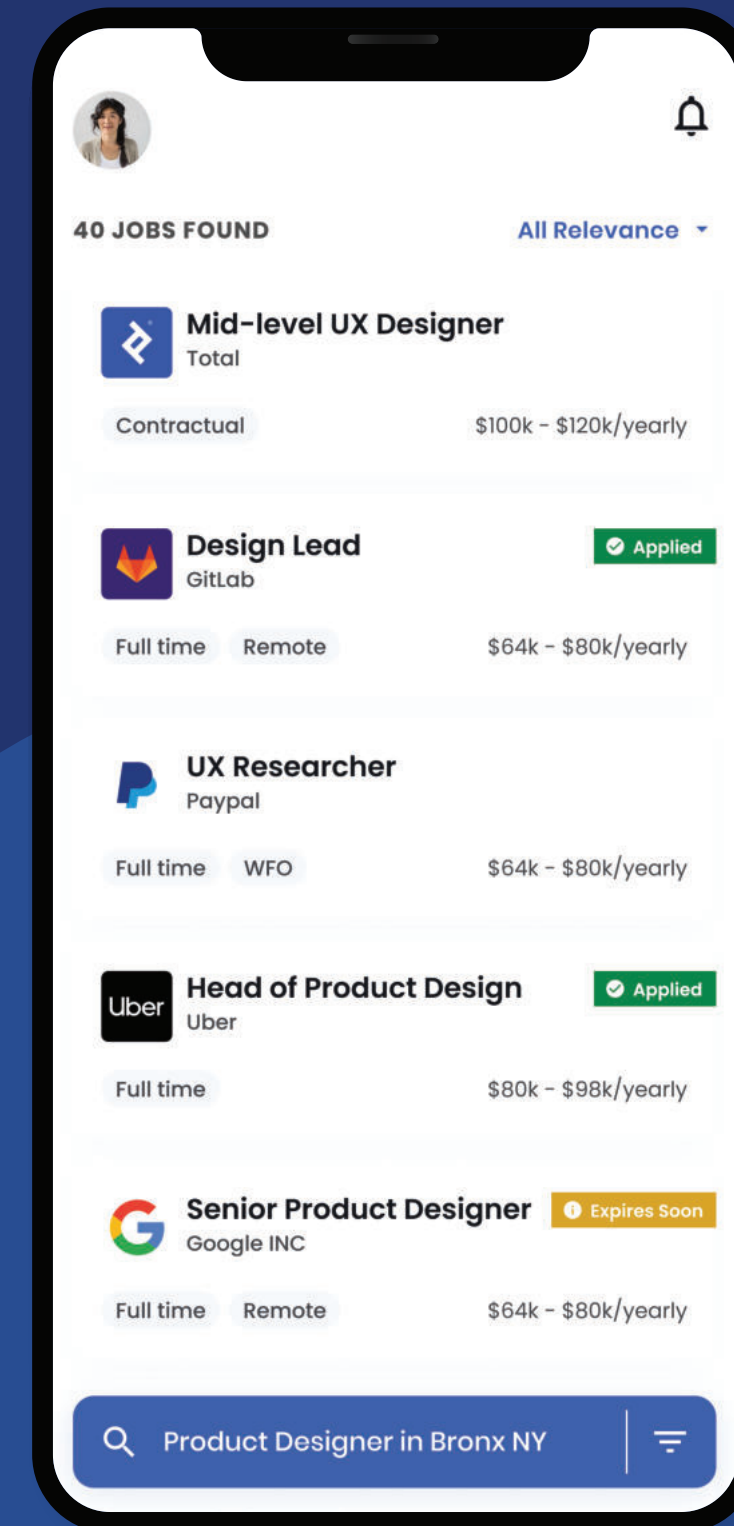 40 JOBS FOUND
All Relevance
Mid-level UX Designer
Total
Contractual
$100k - $120k/yearly
Design Lead
Applied
GitLab
Full time
Remote
$64k - $80k/yearly
UX Researcher
Paypal
Full time
WFO
$64k - $80k/yearly
Uber
Head of Product Design
Applied
Uber
Full time
$80k - $98k/yearly
Senior Product Designer
Expires Soon
Google INC
Full time
Remote
$64k - $80k/yearly
Product Designer in Bronx NY